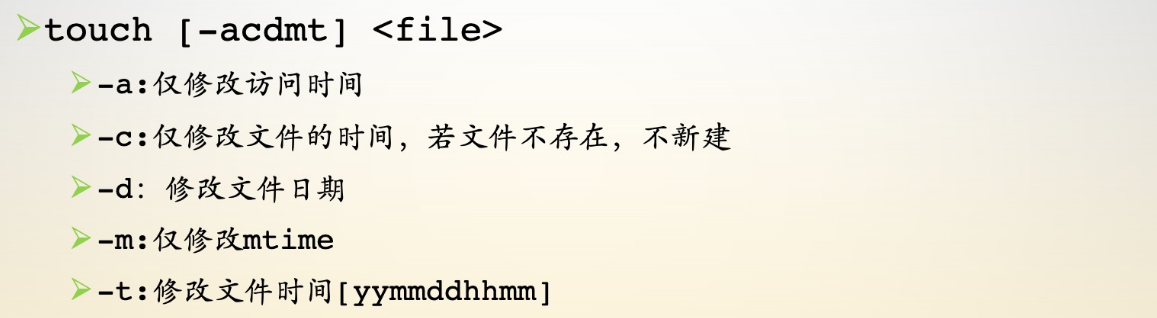 touch [-acdmt] <file>
-a:仅修改访问时间
-c:仅修改文件的时间，若文件不存在，不新建
-d：修改文件日期
-m:仅修改mtime
-t:修改文件时间[yymmddhhmm]